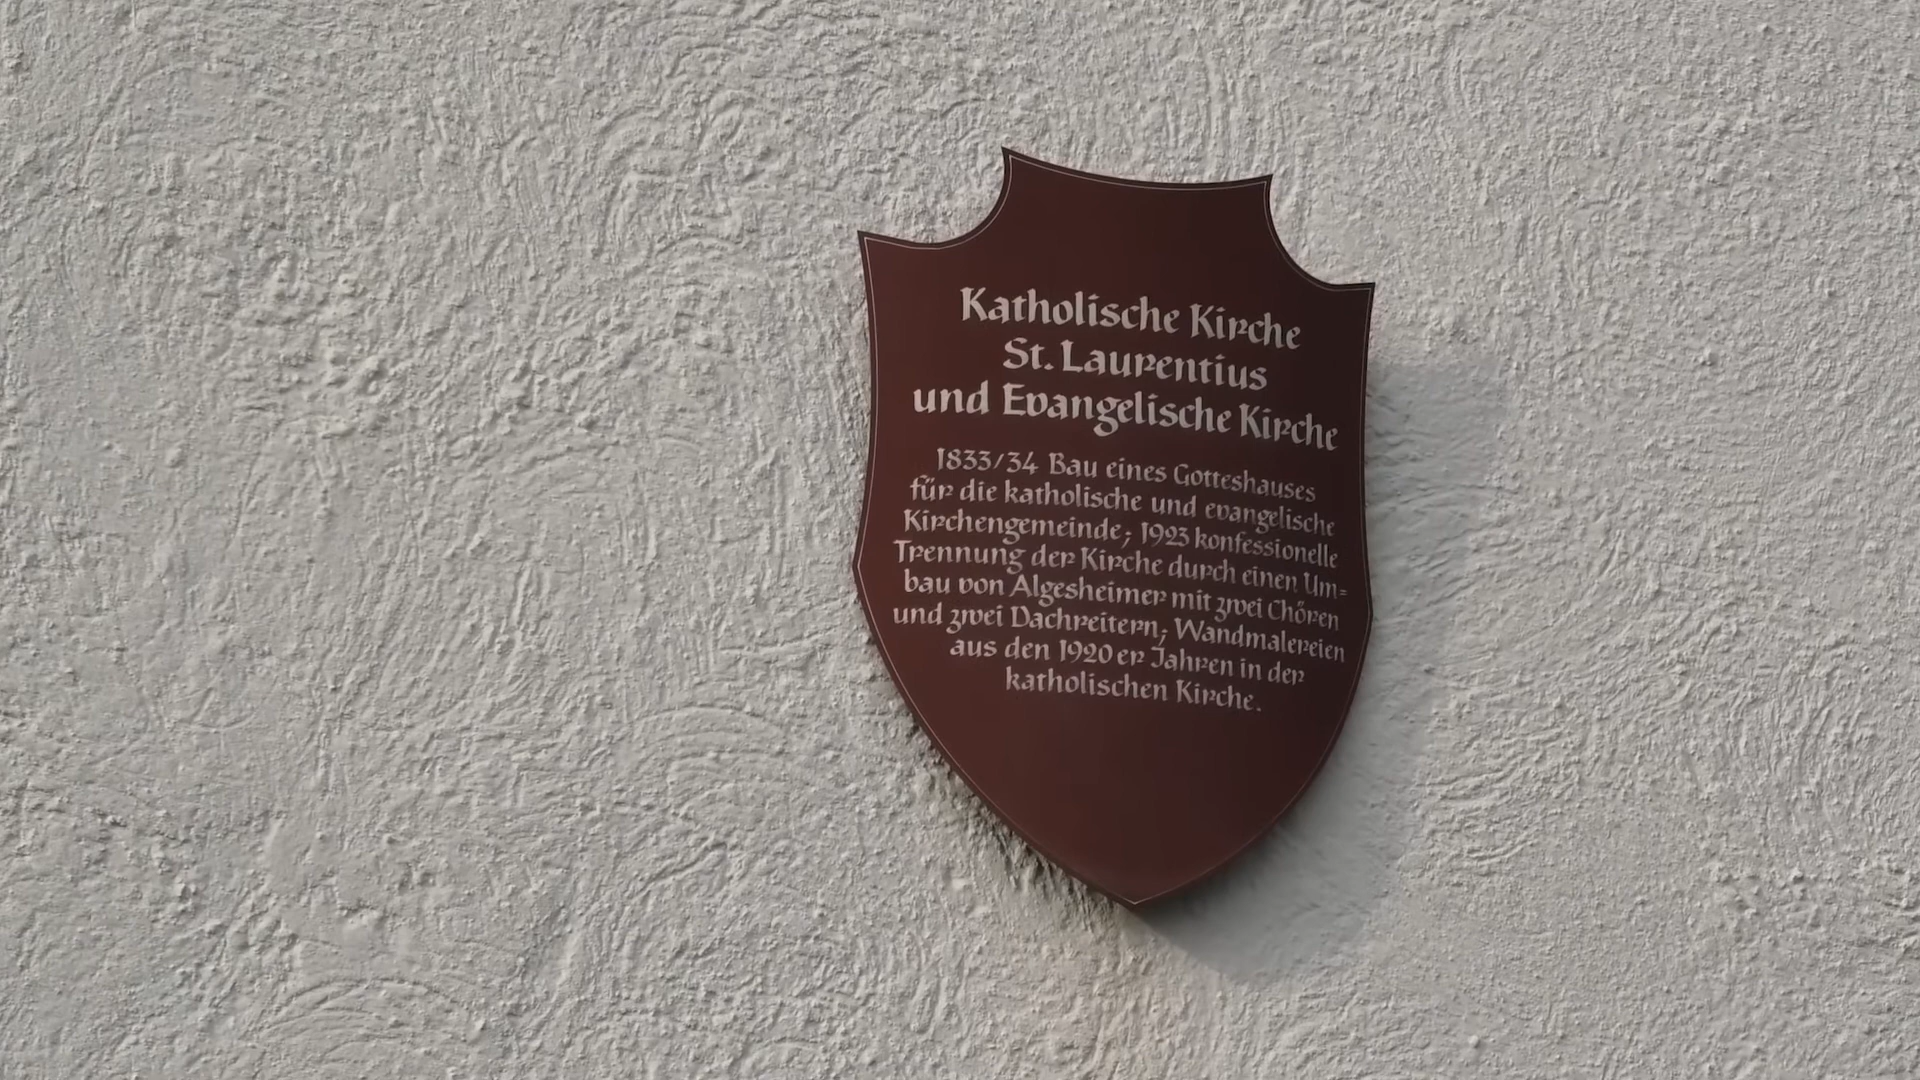 Katholische Kirche
St. Laurentius
und Evangelische Kirche
1833/34 Bau eines Gotteshauses
für die katholische und evangelische
Kirchengemeinde; 1923 konfessionelle
Trennung der Kirche durch einen Um=
bau von Algesheimer mit zwei Chören
und zwei Dachreitern; Wandmalereien
aus den 1920er Jahren in der
katholischen Kirche.